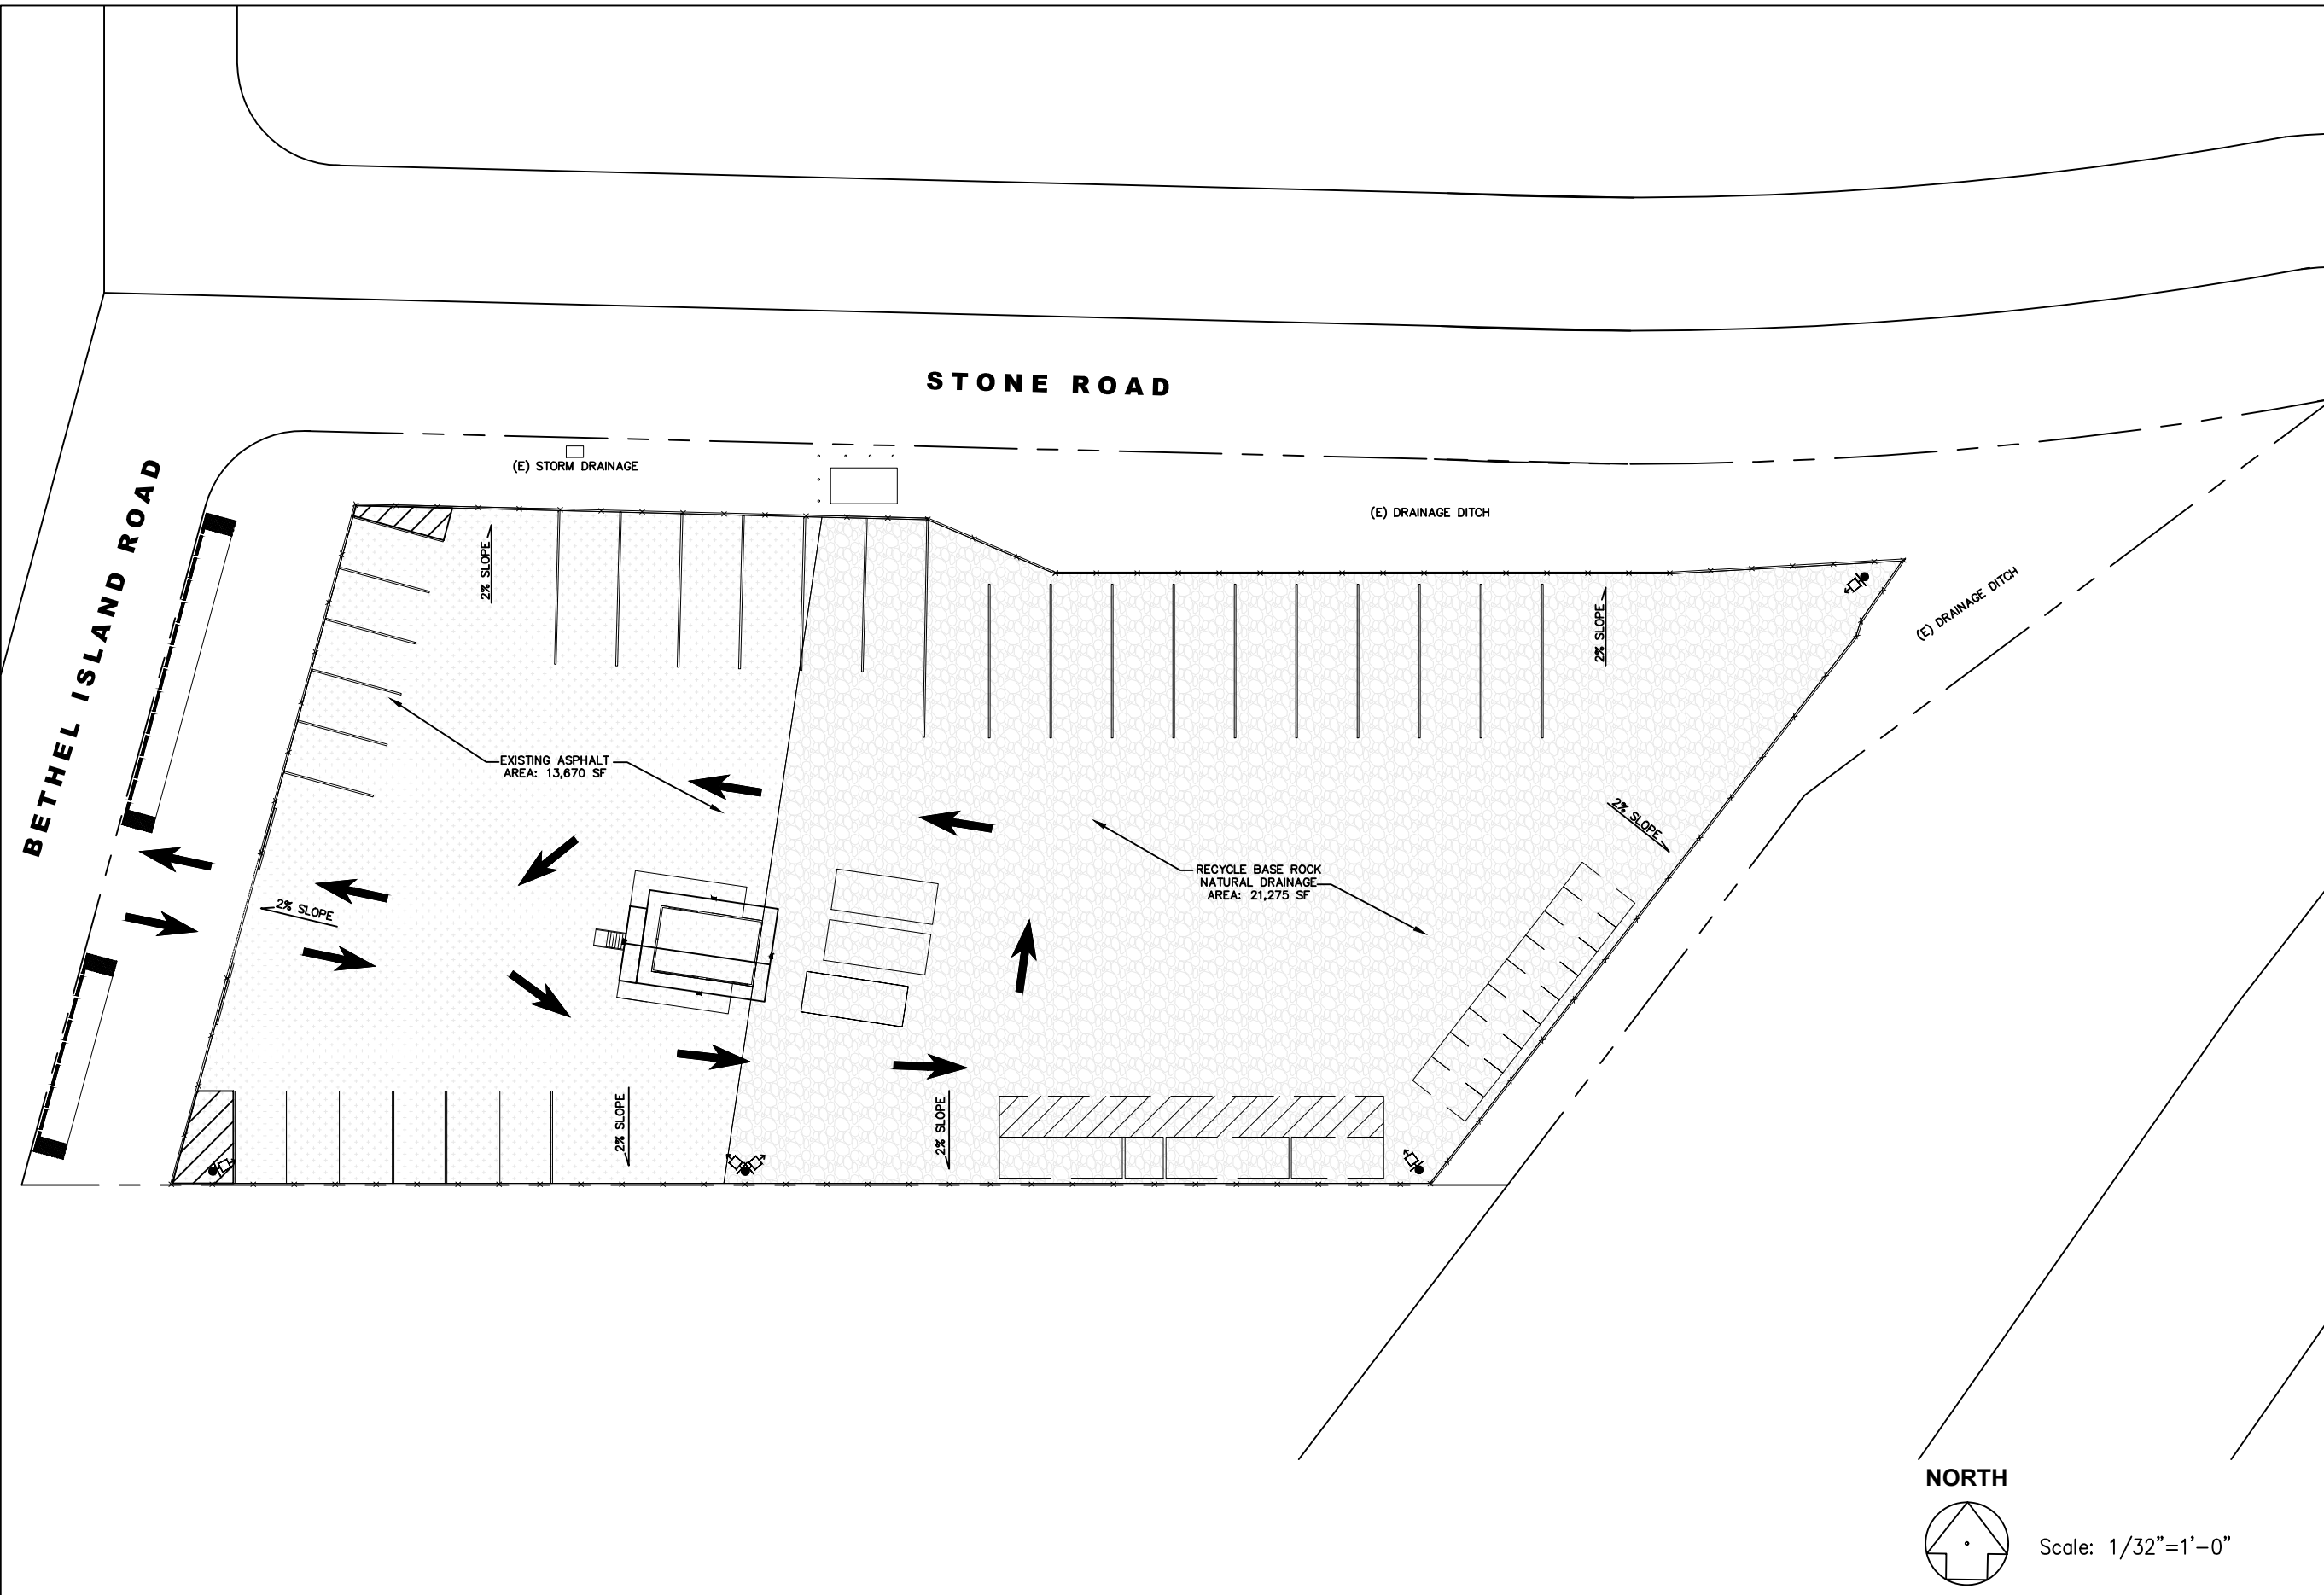 STONE ROAD
(E) STORM DRAINAGE
BETHEL ISLAND ROAD
(E) DRAINAGE DITCH
2% SLOPE
2% SLOPE
(E) DRAINAGE DITCH
EXISTING ASPHALT
AREA: 13,670 SF
2% SLOPE
RECYCLE BASE ROCK
NATURAL DRAINAGE
AREA: 21,275 SF
2% SLOPE
2% SLOPE
2% SLOPE
NORTH
Scale: 1/32"=1'-0"